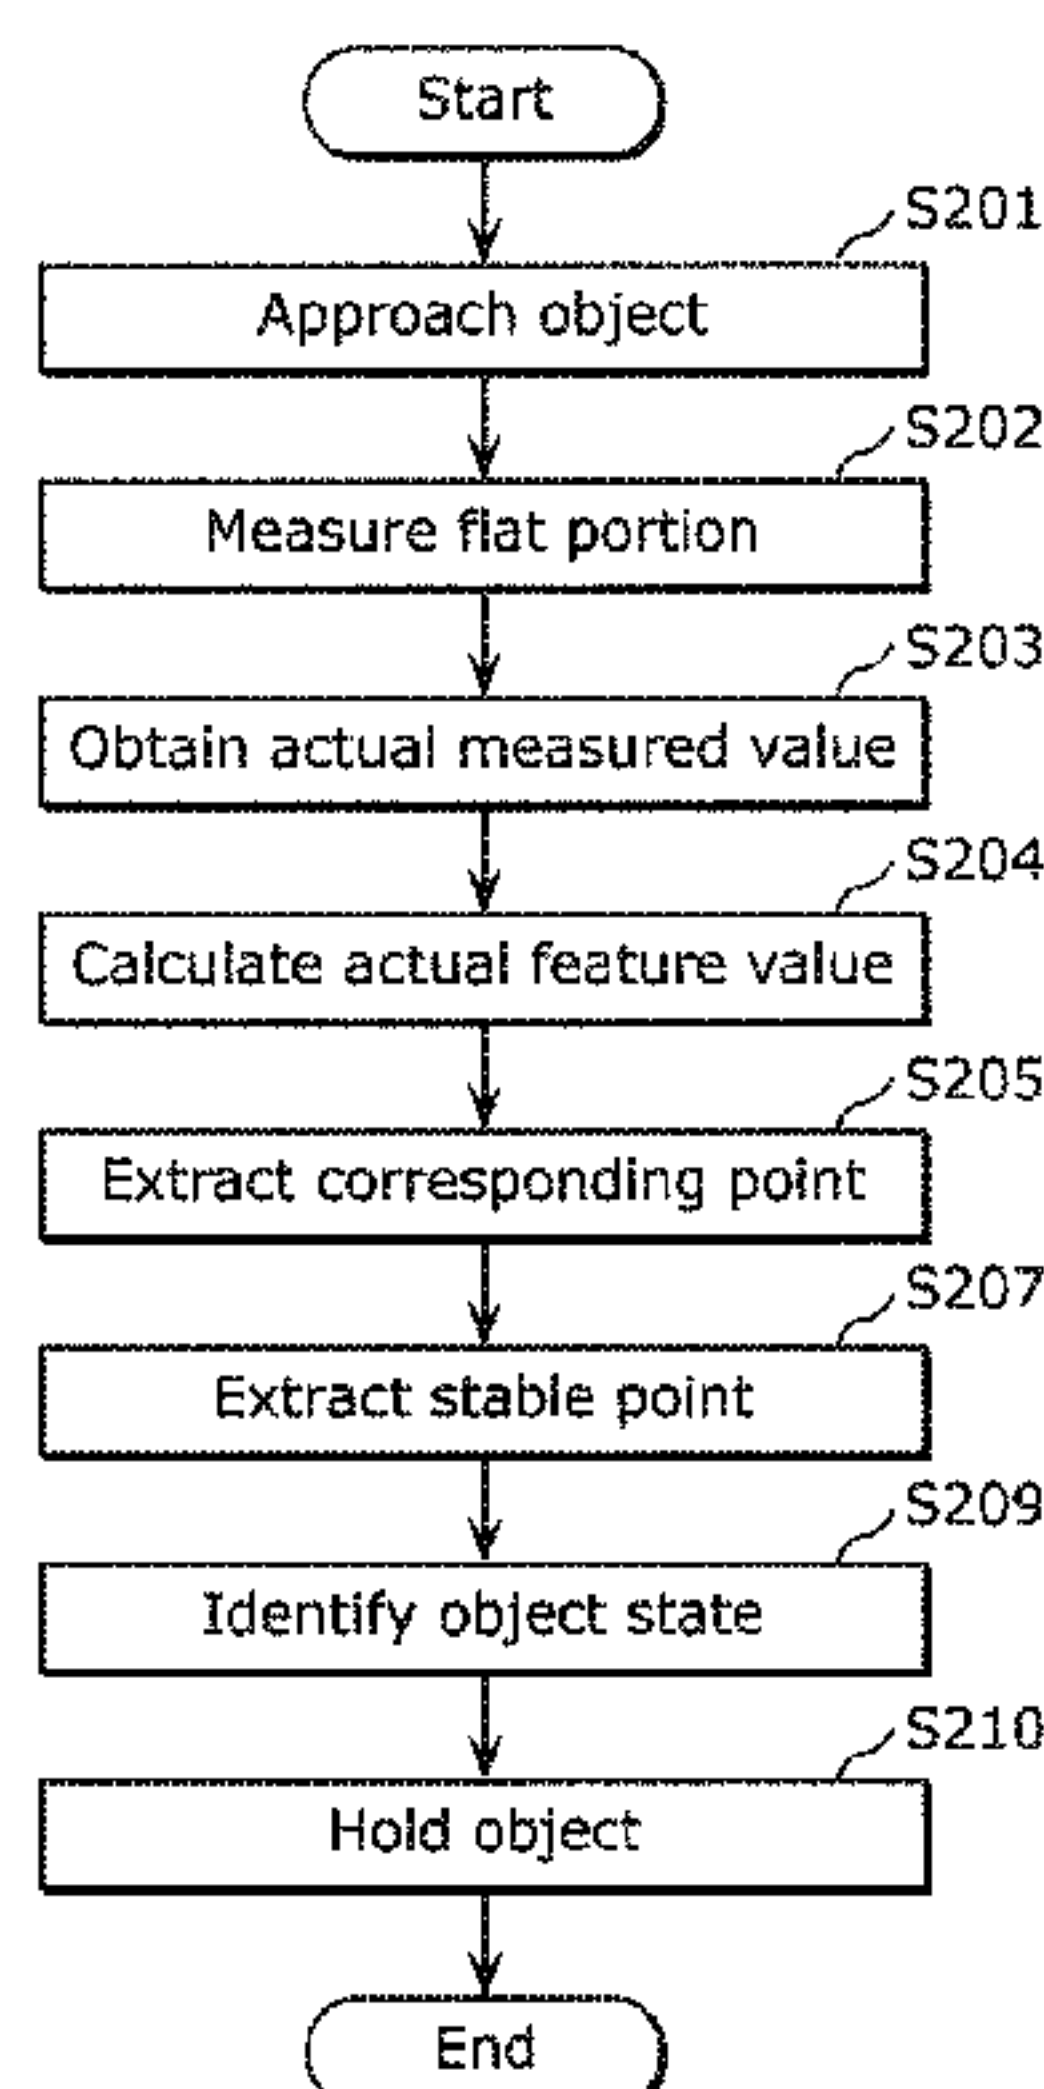 Start
S201
Approach object
S202
Measure flat portion
S203
Obtain actual measured value
S204
Calculate actual feature value
S205
Extract corresponding point
S207
Extract stable point
S209
Identify object state
S210
Hold object
End